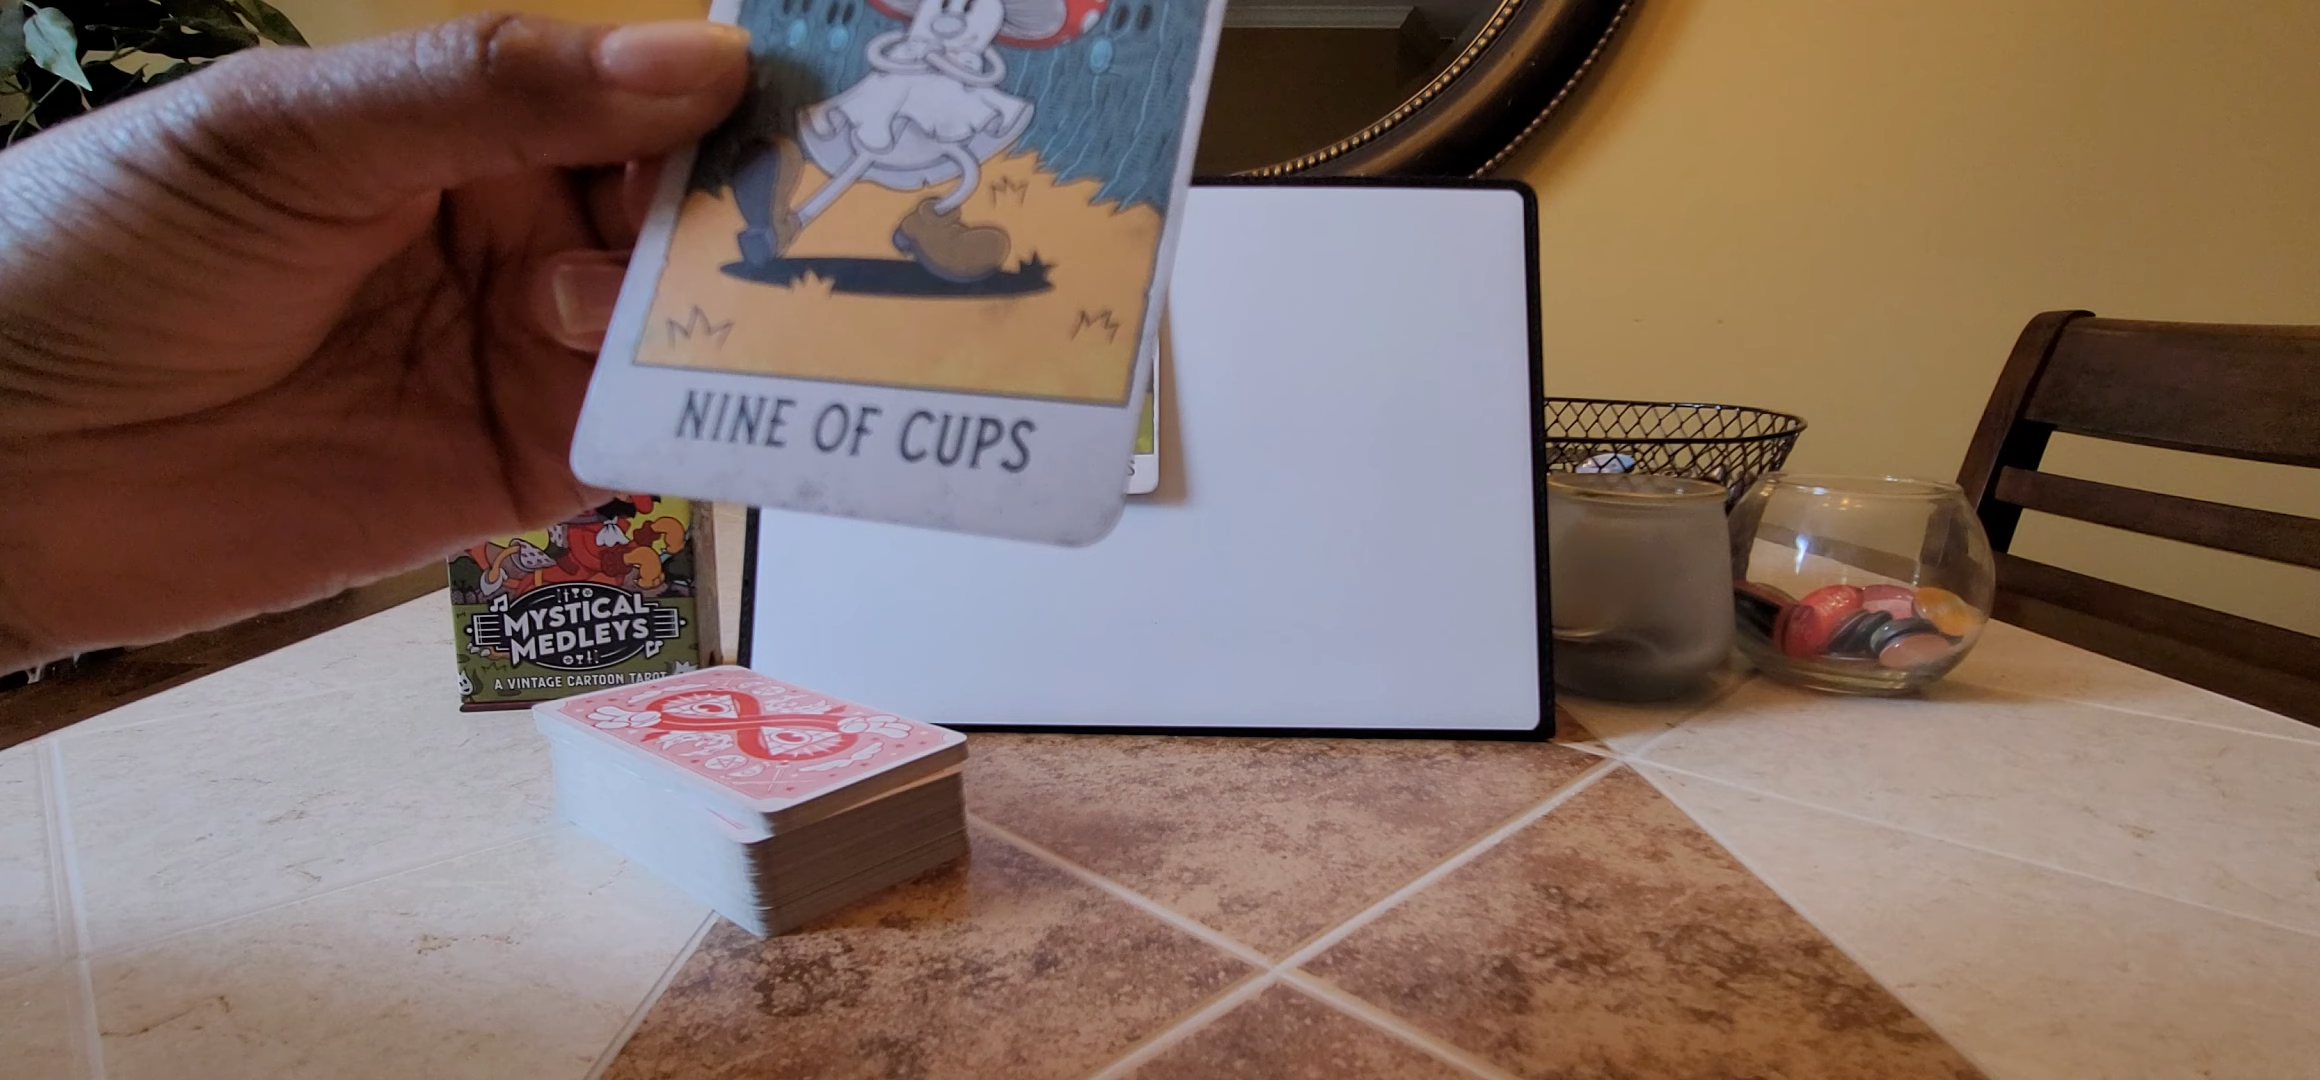 NINE OF CUPS
S
MYSTICAL
MEDLEYS
A VINTAGE CARTOON TAROT